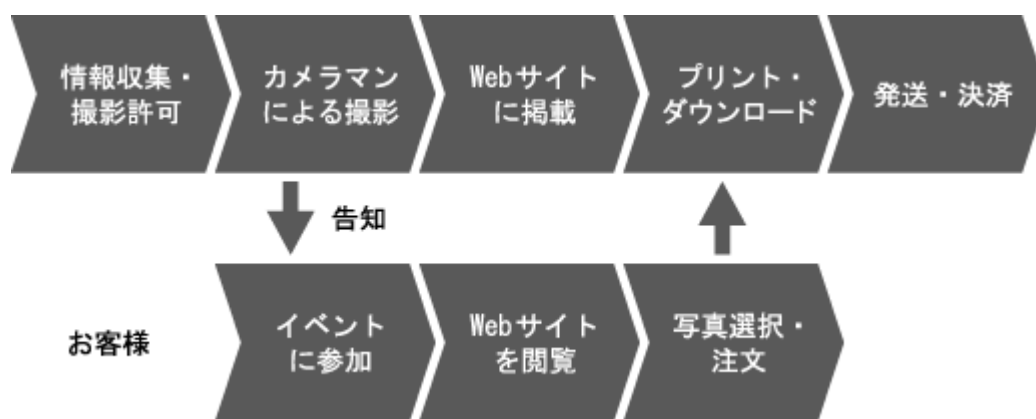 情報収集・
撮影許可
カメラマン
による撮影
Webサイト
に掲載
プリント・
ダウンロード
発送・決済
告知
お客様
イベント
に参加
Webサイト
を閲覧
写真選択・
注文